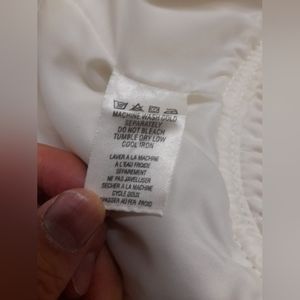 MACHINE WASH COLD
SEPARATELY
DO NOT BLEACH
TUMBLE DRY LOW
COOL IRON
LAVER À LA MACHINE
A L'EAU FROIDE
SEPAREMENT
NE PAS JAVELLISER
SECHER A LA MACHINE
CYCLE DOUX
REPASSER AU FER FROID